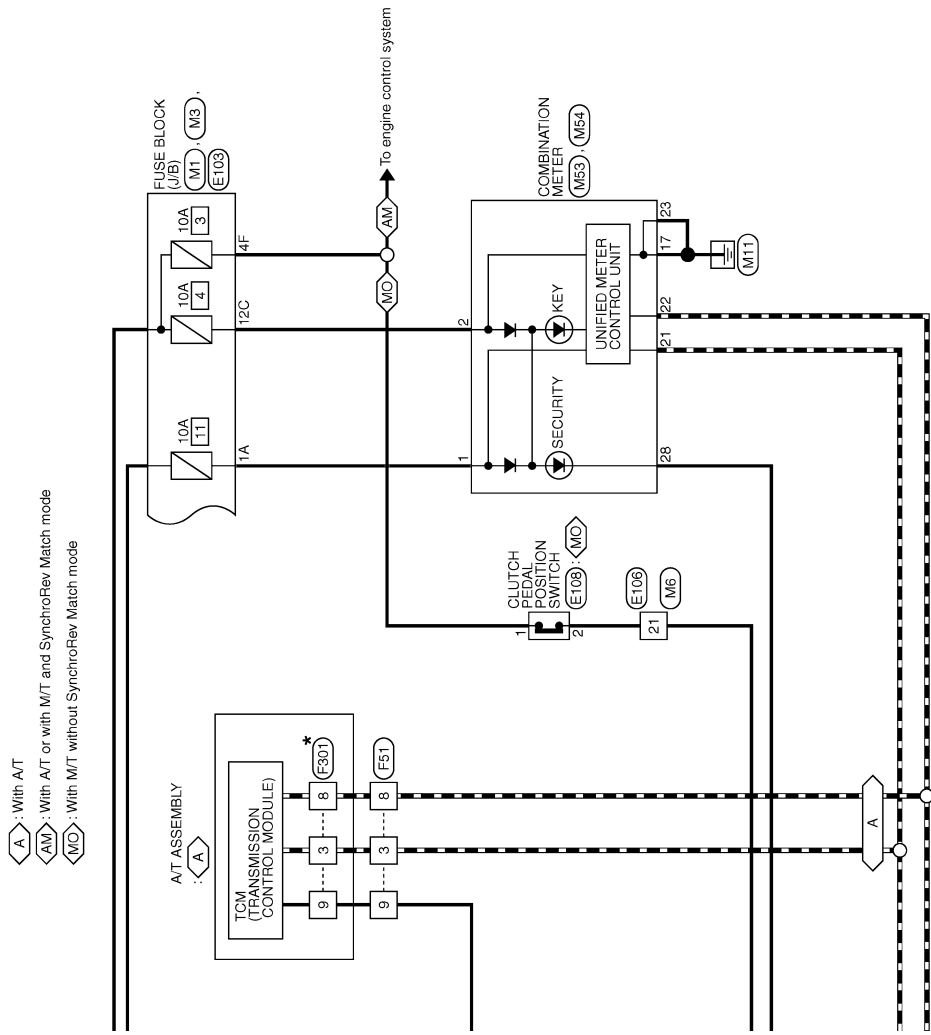 A : With A/T
AM : With A/T or with M/T and SynchroRev Match mode
MO : With M/T without SynchroRev Match mode
FUSE BLOCK
(J/B)
M1 , M3 ,
E103
10A
11
10A
4
10A
3
1A
12C
4F
MO
AM
To engine control system
COMBINATION
METER
M53 , M54
1
2
SECURITY
KEY
UNIFIED METER
CONTROL UNIT
28
21
22
17
23
M11
CLUTCH
PEDAL
POSITION
SWITCH
E108 : MO
1
2
21
E106
M6
A/T ASSEMBLY
: A
TCM
(TRANSMISSION
CONTROL MODULE)
9
3
8
*
F301
9
3
8
F51
A